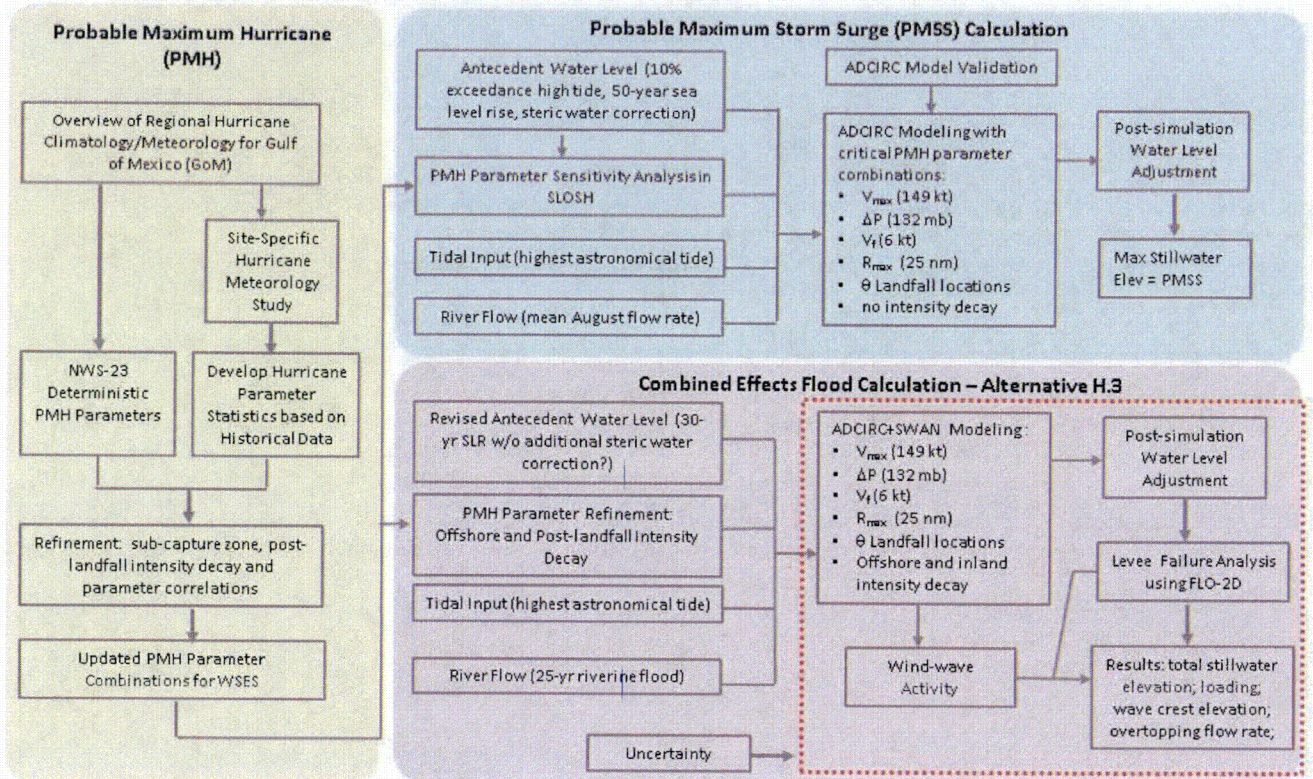 Probable Maximum Hurricane
(PMH)
Overview of Regional Hurricane
Climatology/Meteorology for Gulf
of Mexico (GoM)
Site-Specific
Hurricane
Meteorology
Study
NWS-23
Deterministic
PMH Parameters
Develop Hurricane
Parameter
Statistics based on
Historical Data
Refinement: sub-capture zone, post-
landfall intensity decay and
parameter correlations
Updated PMH Parameter
Combinations for WSES
Probable Maximum Storm Surge (PMSS) Calculation
Antecedent Water Level (10%
exceedance high tide, 50-year sea
level rise, steric water correction)
PMH Parameter Sensitivity Analysis in
SLOSH
Tidal Input (highest astronomical tide)
River Flow (mean August flow rate)
ADCIRC Model Validation
ADCIRC Modeling with
critical PMH parameter
combinations:
▪ Vmax (149 kt)
▪ ΔP (132 mb)
▪ Vf (6 kt)
▪ Rmax (25 nm)
▪ θ Landfall locations
▪ no intensity decay
Post-simulation
Water Level
Adjustment
Max Stillwater
Elev = PMSS
Combined Effects Flood Calculation – Alternative H.3
Revised Antecedent Water Level (30-
yr SLR w/o additional steric water
correction?)
PMH Parameter Refinement:
Offshore and Post-landfall Intensity
Decay
Tidal Input (highest astronomical tide)
River Flow (25-yr riverine flood)
Uncertainty
ADCIRC+SWAN Modeling:
▪ Vmax (149 kt)
▪ ΔP (132 mb)
▪ Vf (6 kt)
▪ Rmax (25 nm)
▪ θ Landfall locations
▪ Offshore and inland
intensity decay
Wind-wave
Activity
Post-simulation
Water Level
Adjustment
Levee Failure Analysis
using FLO-2D
Results: total stillwater
elevation; loading;
wave crest elevation;
overtopping flow rate;